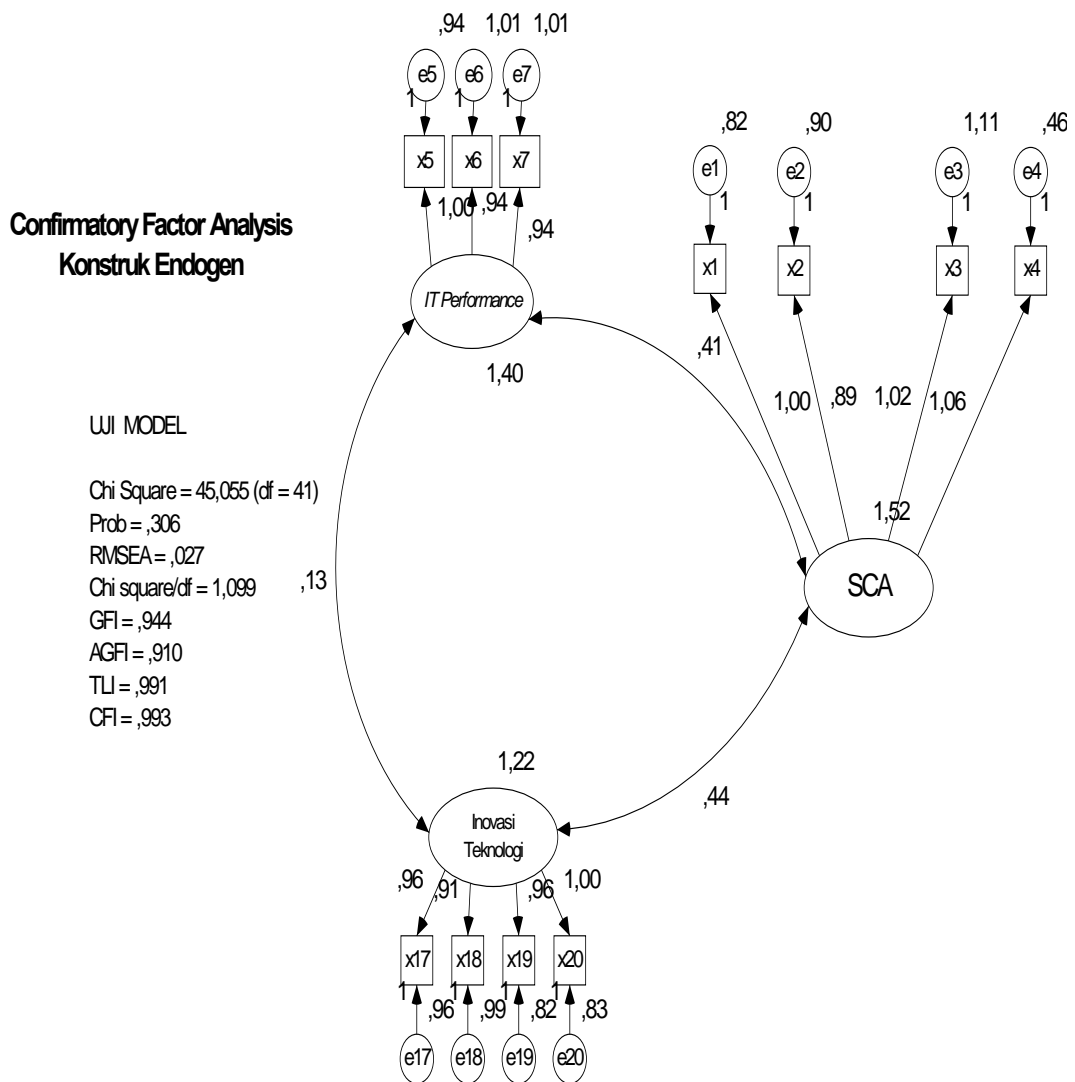 ,94 1,01 1,01
e5 e6 e7
1 1 1
x5 x6 x7
1,00 ,94 ,94
IT Performance
1,40
,82 ,90 1,11 ,46
e1 e2 e3 e4
1 1 1 1
x1 x2 x3 x4
,41
1,00 ,89 1,02 1,06
1,52
SCA
Confirmatory Factor Analysis
Konstruk Endogen
UJI MODEL
Chi Square = 45,055 (df = 41)
Prob = ,306
RMSEA = ,027
Chi square/df = 1,099
GFI = ,944
AGFI = ,910
TLI = ,991
CFI = ,993
,13
,44
1,22
Inovasi
Teknologi
,96 ,91 ,96 1,00
x17 x18 x19 x20
1 1 1 1
,96 ,99 ,82 ,83
e17 e18 e19 e20